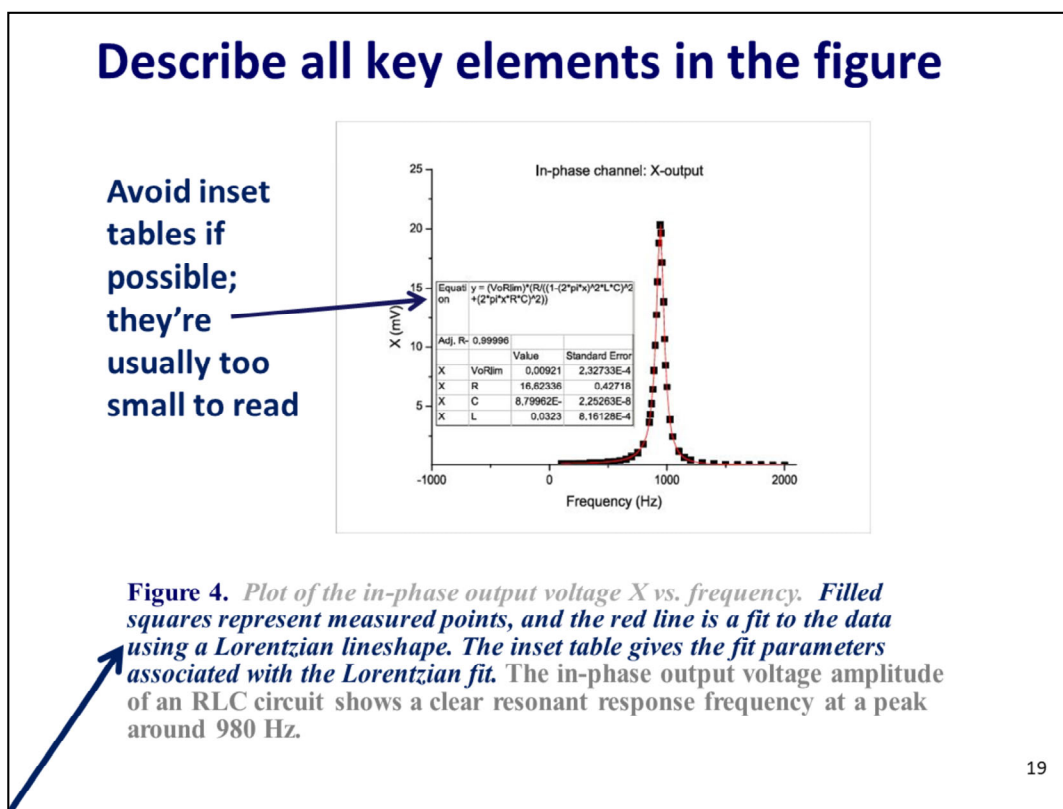 Describe all key elements in the figure
Avoid inset
tables if
possible;
they're
usually too
small to read
In-phase channel: X-output
25
20
15
10
5
X (mV)
Equati y = (VoRlim)*(R/((1-(2*pi*x)^2*L*C)^2
on +(2*pi*x*R*C)^2))
Adj. R- 0,99996
Value Standard Error
X VoRlim 0,00921 2,32733E-4
X R 16,62336 0,42718
X C 8,79962E- 2,25263E-8
X L 0,0323 8,16128E-4
-1000 0 1000 2000
Frequency (Hz)
Figure 4. Plot of the in-phase output voltage X vs. frequency. Filled
squares represent measured points, and the red line is a fit to the data
using a Lorentzian lineshape. The inset table gives the fit parameters
associated with the Lorentzian fit. The in-phase output voltage amplitude
of an RLC circuit shows a clear resonant response frequency at a peak
around 980 Hz.
19